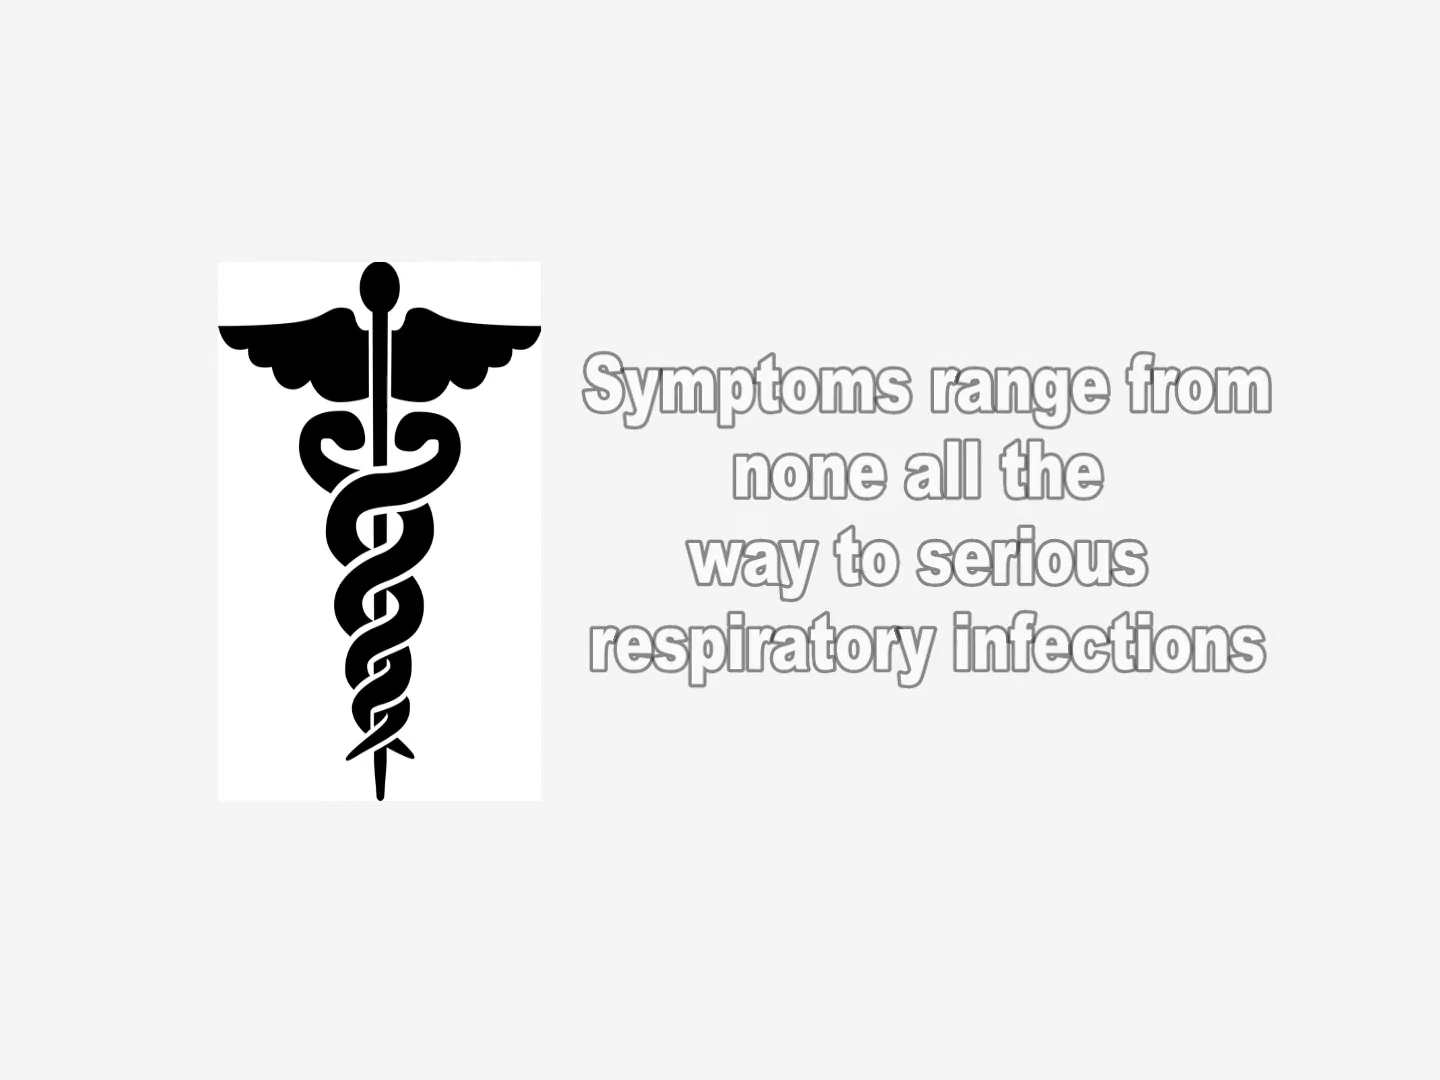 Symptoms range from
none all the
way to serious
respiratory infections